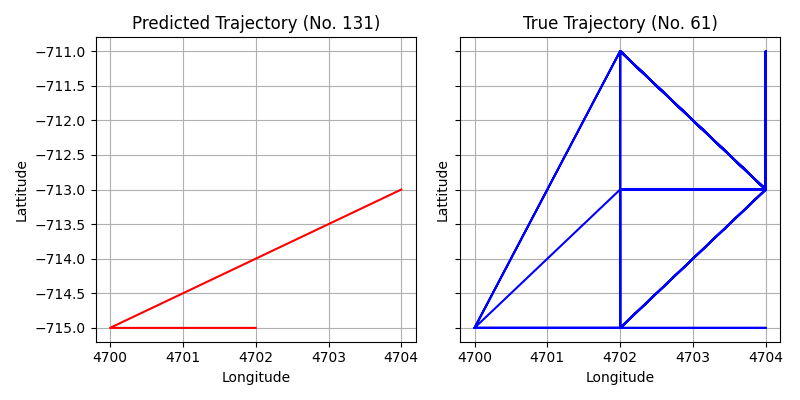 Predicted Trajectory (No. 131)
True Trajectory (No. 61)
−711.0
−711.5
−712.0
−712.5
−713.0
−713.5
−714.0
−714.5
−715.0
Lattitude
Lattitude
4700 4701 4702 4703 4704
4700 4701 4702 4703 4704
Longitude
Longitude